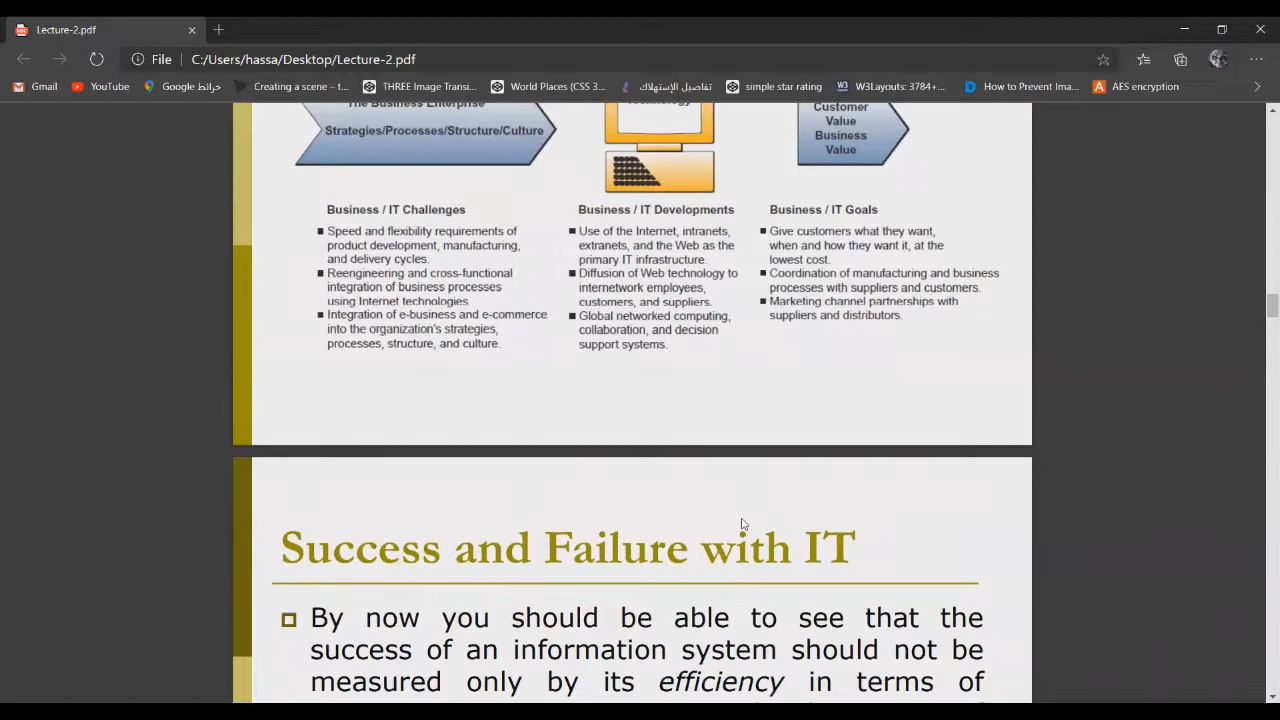 Lecture-2.pdf
File C:/Users/hassa/Desktop/Lecture-2.pdf
Gmail YouTube خرائط Google Creating a scene – t... THREE Image Transi... World Places (CSS 3... تفاصيل الإستهلاك simple star rating W3Layouts: 3784+... How to Prevent Ima... AES encryption
The Business Enterprise
Strategies/Processes/Structure/Culture
Technology
Customer
Value
Business
Value
Business / IT Challenges
Speed and flexibility requirements of
product development, manufacturing,
and delivery cycles.
Reengineering and cross-functional
integration of business processes
using Internet technologies.
Integration of e-business and e-commerce
into the organization's strategies,
processes, structure, and culture.
Business / IT Developments
Use of the Internet, intranets,
extranets, and the Web as the
primary IT infrastructure.
Diffusion of Web technology to
internetwork employees,
customers, and suppliers.
Global networked computing,
collaboration, and decision
support systems.
Business / IT Goals
Give customers what they want,
when and how they want it, at the
lowest cost.
Coordination of manufacturing and business
processes with suppliers and customers.
Marketing channel partnerships with
suppliers and distributors.
Success and Failure with IT
By now you should be able to see that the
success of an information system should not be
measured only by its efficiency in terms of